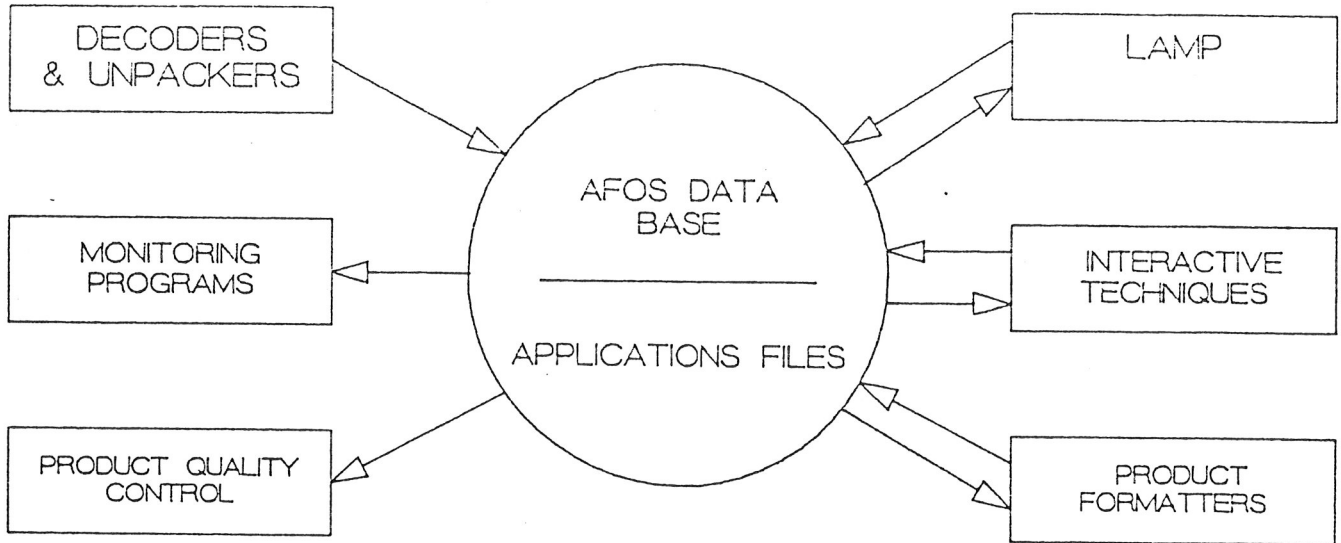 DECODERS
& UNPACKERS
LAMP
AFOS DATA
BASE
MONITORING
PROGRAMS
INTERACTIVE
TECHNIQUES
APPLICATIONS FILES
PRODUCT QUALITY
CONTROL
PRODUCT
FORMATTERS